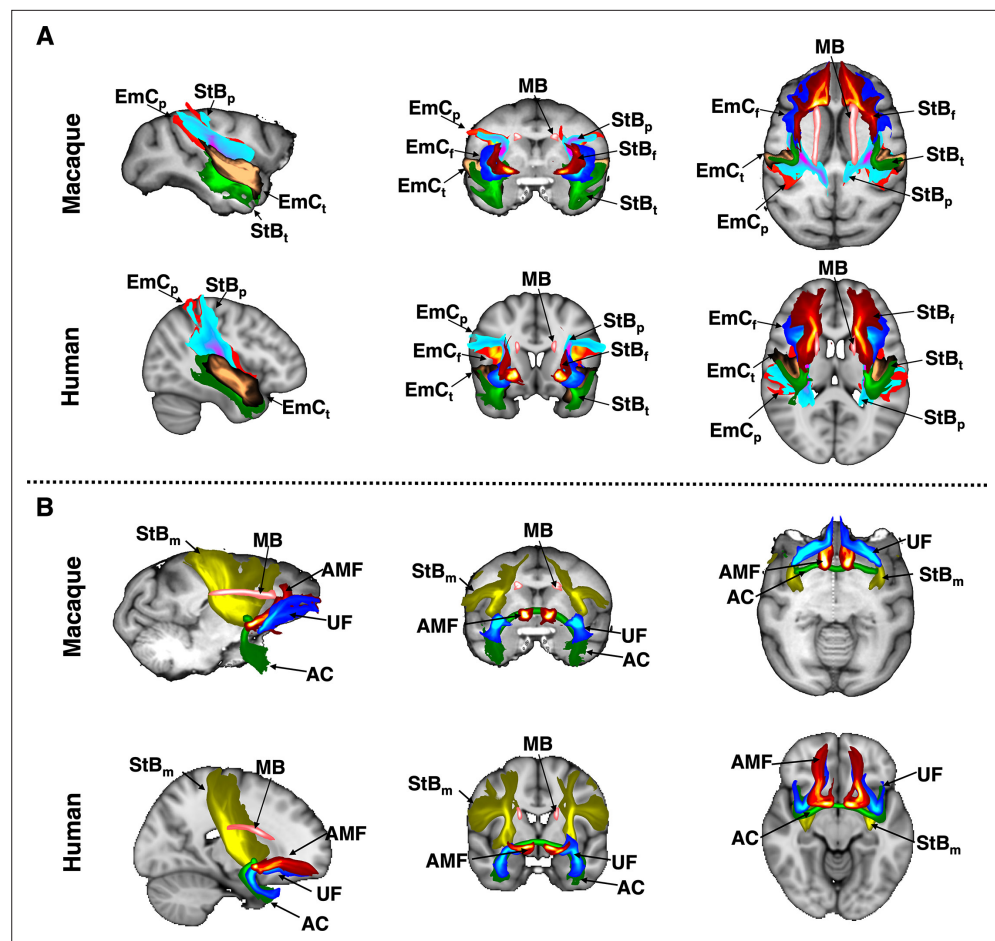 A
Macaque
EmCp
StBp
EmCt
StBt
MB
StBp
EmCf
StBf
EmCt
StBt
MB
EmCf
StBf
EmCt
StBt
EmCp
StBp
Human
EmCp
StBp
EmCt
MB
EmCp
StBp
EmCf
StBf
EmCt
StBt
MB
EmCf
StBf
EmCt
StBt
EmCp
StBp
B
Macaque
StBm
MB
AMF
UF
AC
MB
StBm
AMF
UF
AC
UF
AMF
StBm
AC
Human
StBm
MB
AMF
UF
AC
MB
StBm
AMF
UF
AC
AMF
UF
AC
StBm